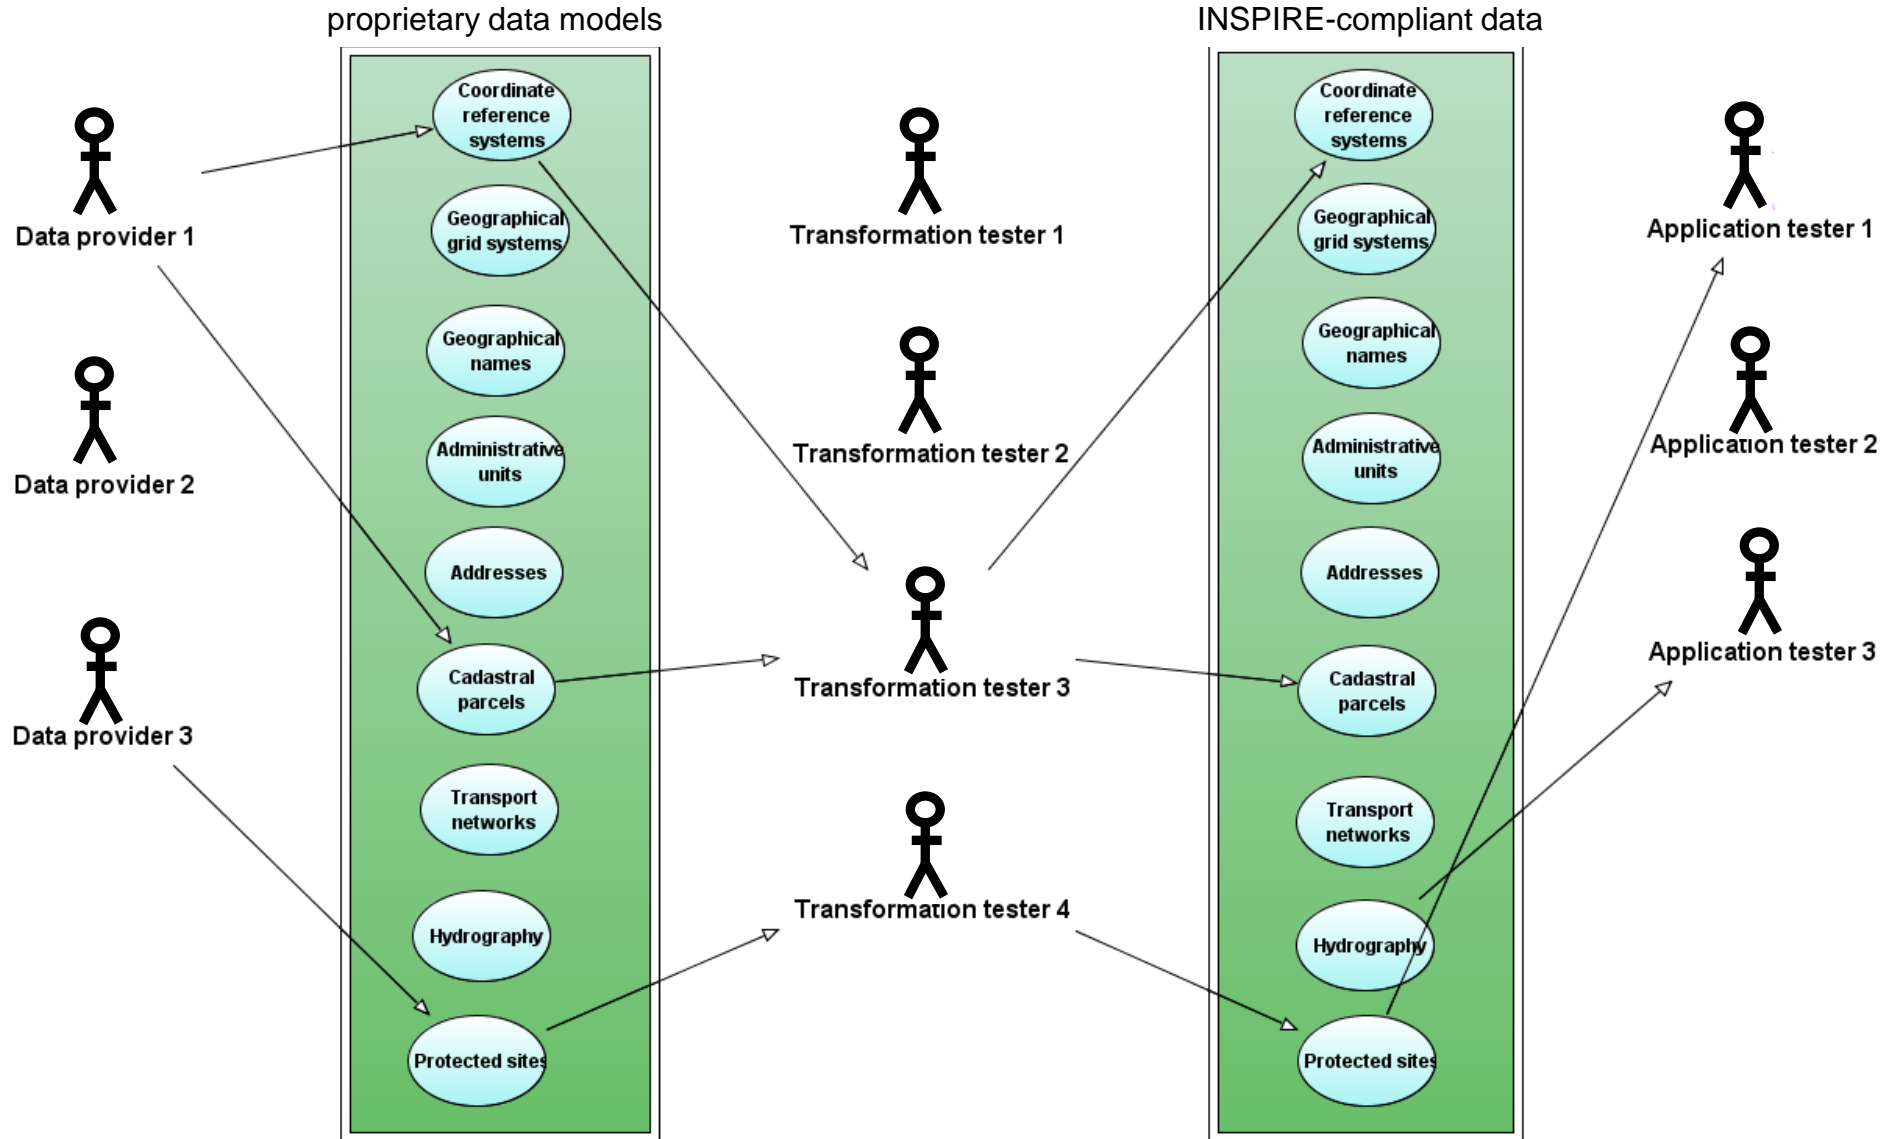 proprietary data models
INSPIRE-compliant data
Data provider 1
Data provider 2
Data provider 3
Coordinate
reference
systems
Geographical
grid systems
Geographical
names
Administrative
units
Addresses
Cadastral
parcels
Transport
networks
Hydrography
Protected sites
Transformation tester 1
Transformation tester 2
Transformation tester 3
Transformation tester 4
Coordinate
reference
systems
Geographical
grid systems
Geographical
names
Administrative
units
Addresses
Cadastral
parcels
Transport
networks
Hydrography
Protected sites
Application tester 1
Application tester 2
Application tester 3